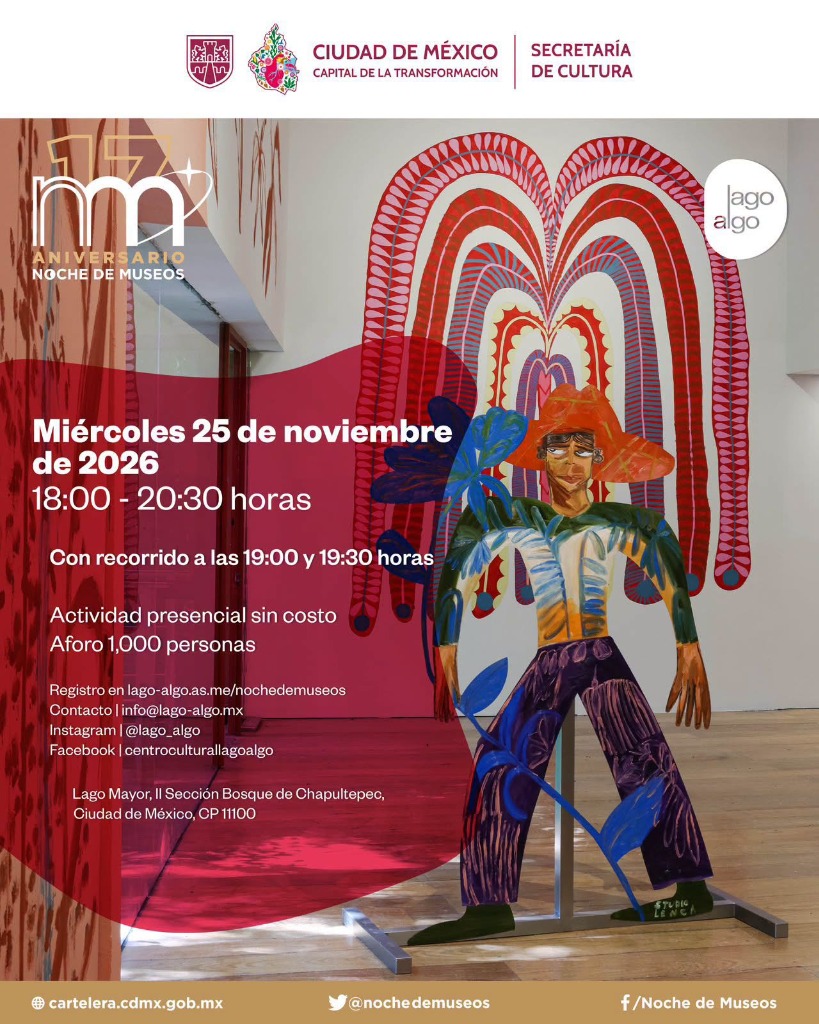 CIUDAD DE MÉXICO
CAPITAL DE LA TRANSFORMACIÓN
SECRETARÍA
DE CULTURA
17
nm
ANIVERSARIO
NOCHE DE MUSEOS
lago
algo
Miércoles 25 de noviembre
de 2026
18:00 - 20:30 horas
Con recorrido a las 19:00 y 19:30 horas
Actividad presencial sin costo
Aforo 1,000 personas
Registro en lago-algo.as.me/nochedemuseos
Contacto | info@lago-algo.mx
Instagram | @lago_algo
Facebook | centroculturallagoalgo
Lago Mayor, II Sección Bosque de Chapultepec,
Ciudad de México, CP 11100
STUDIO
LENCA
cartelera.cdmx.gob.mx
@nochedemuseos
/Noche de Museos